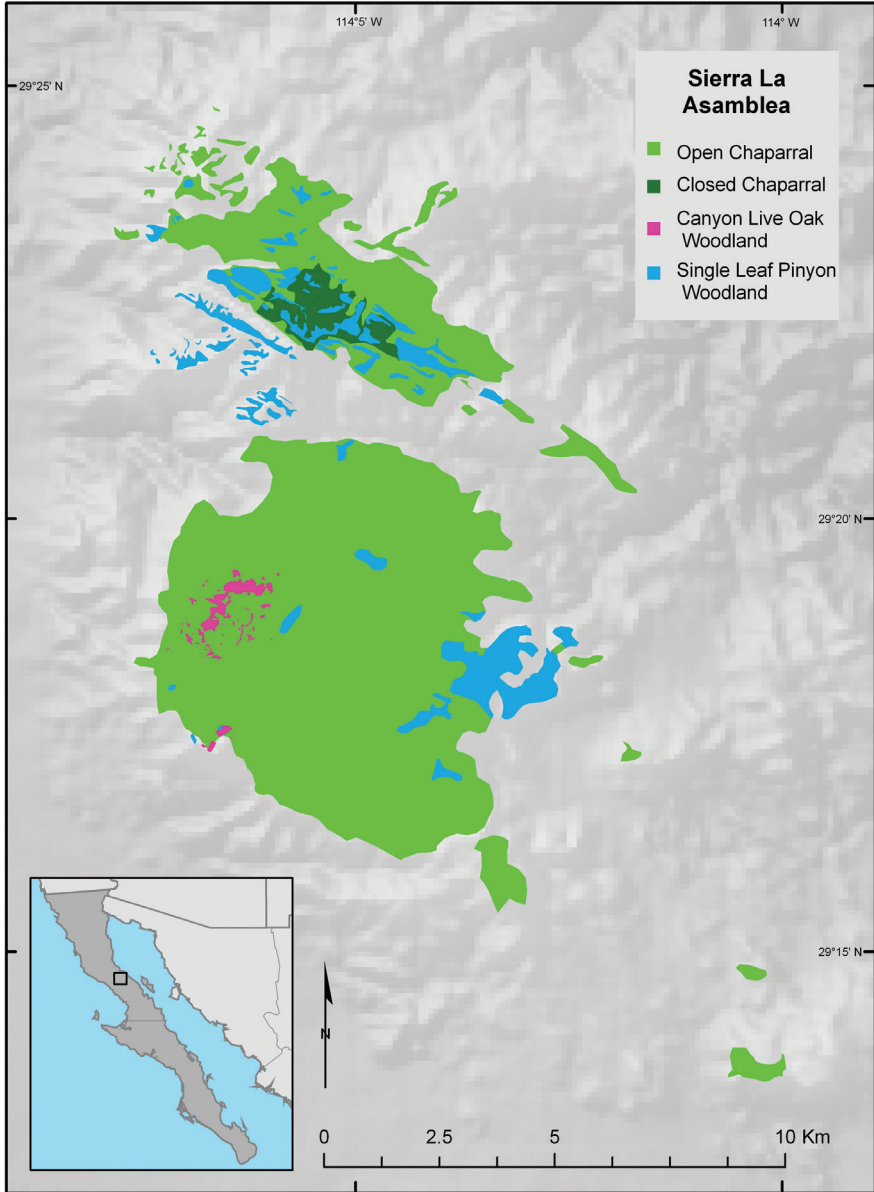 114°5' W
114° W
29°25' N
Sierra La
Asamblea
Open Chaparral
Closed Chaparral
Canyon Live Oak
Woodland
Single Leaf Pinyon
Woodland
29°20' N
29°15' N
N
0 2.5 5 10 Km